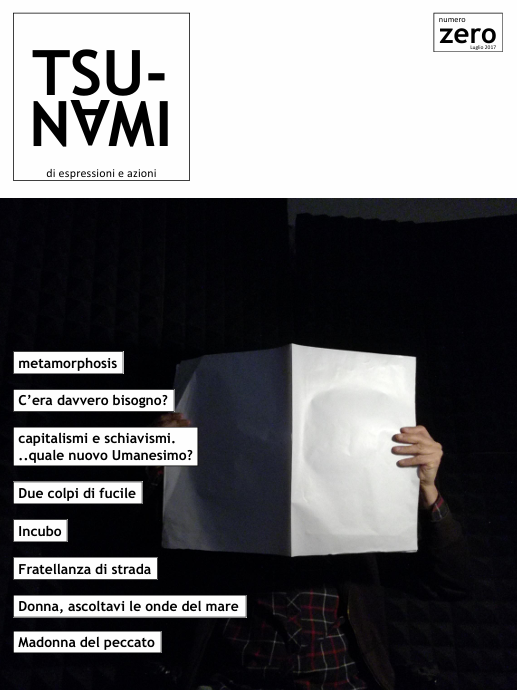 TSU-
NAMI
di espressioni e azioni
numero
zero
Luglio 2017
metamorphosis
C'era davvero bisogno?
capitalismi e schiavismi.
..quale nuovo Umanesimo?
Due colpi di fucile
Incubo
Fratellanza di strada
Donna, ascoltavi le onde del mare
Madonna del peccato